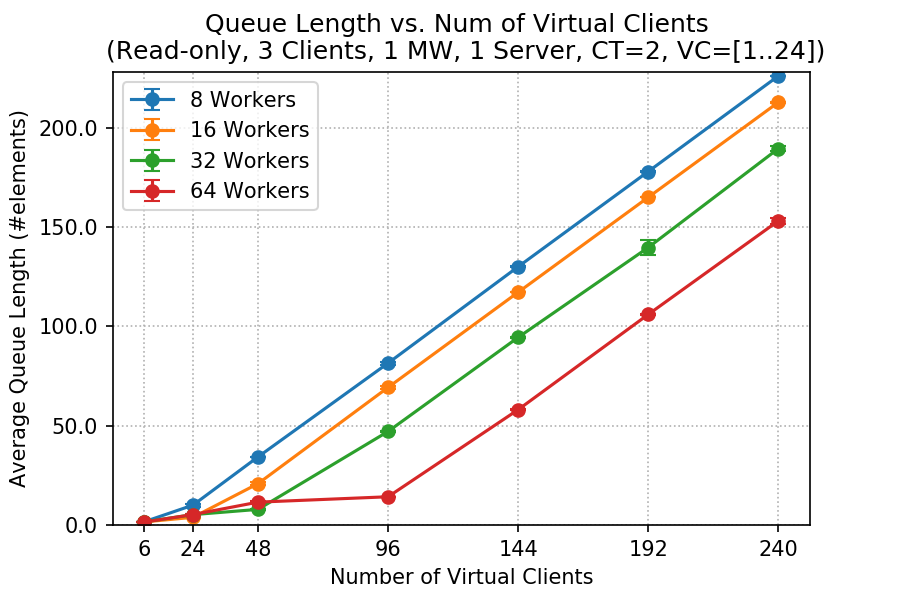 Queue Length vs. Num of Virtual Clients
(Read-only, 3 Clients, 1 MW, 1 Server, CT=2, VC=[1..24])
8 Workers
16 Workers
32 Workers
64 Workers
Average Queue Length (#elements)
200.0
150.0
100.0
50.0
0.0
6 24 48 96 144 192 240
Number of Virtual Clients